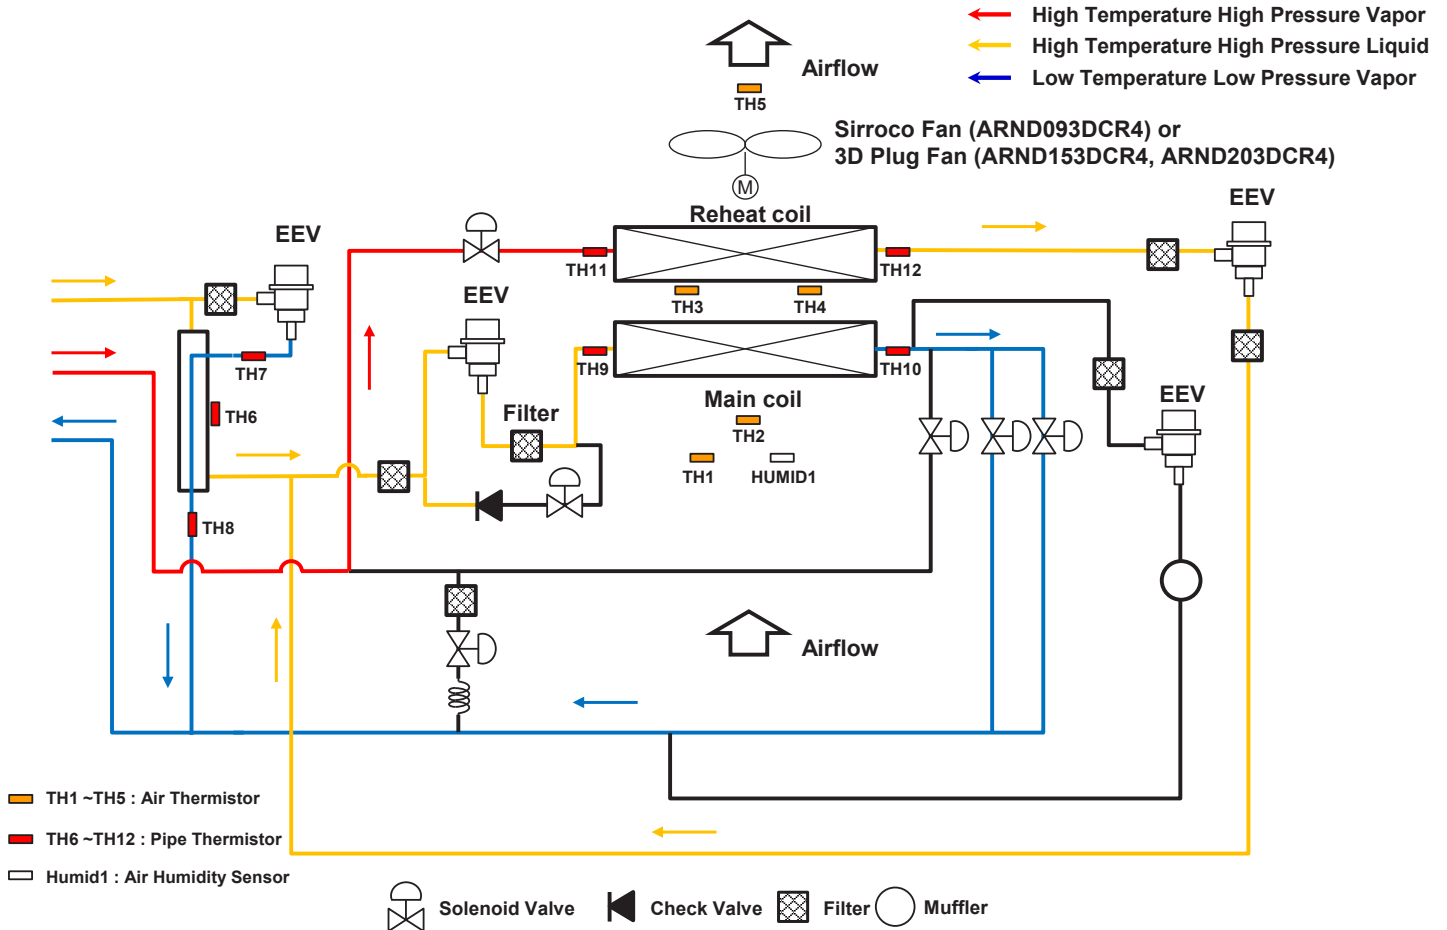 High Temperature High Pressure Vapor
High Temperature High Pressure Liquid
Low Temperature Low Pressure Vapor
Airflow
TH5
Sirroco Fan (ARND093DCR4) or
3D Plug Fan (ARND153DCR4, ARND203DCR4)
M
Reheat coil
EEV
EEV
TH11
TH12
TH3
TH4
EEV
TH7
TH9
TH10
TH6
Main coil
EEV
Filter
TH2
TH1
HUMID1
TH8
Airflow
TH1 ~TH5 : Air Thermistor
TH6 ~TH12 : Pipe Thermistor
Humid1 : Air Humidity Sensor
Solenoid Valve
Check Valve
Filter
Muffler